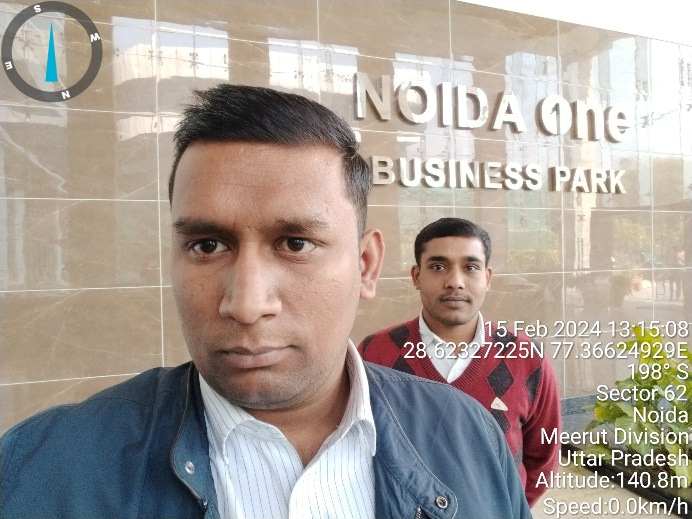 S
W
E
N
NOIDA One
BUSINESS PARK
15 Feb 2024 13:15:08
28.62327225N 77.36624929E
198° S
Sector 62
Noida
Meerut Division
Uttar Pradesh
Altitude:140.8m
Speed:0.0km/h